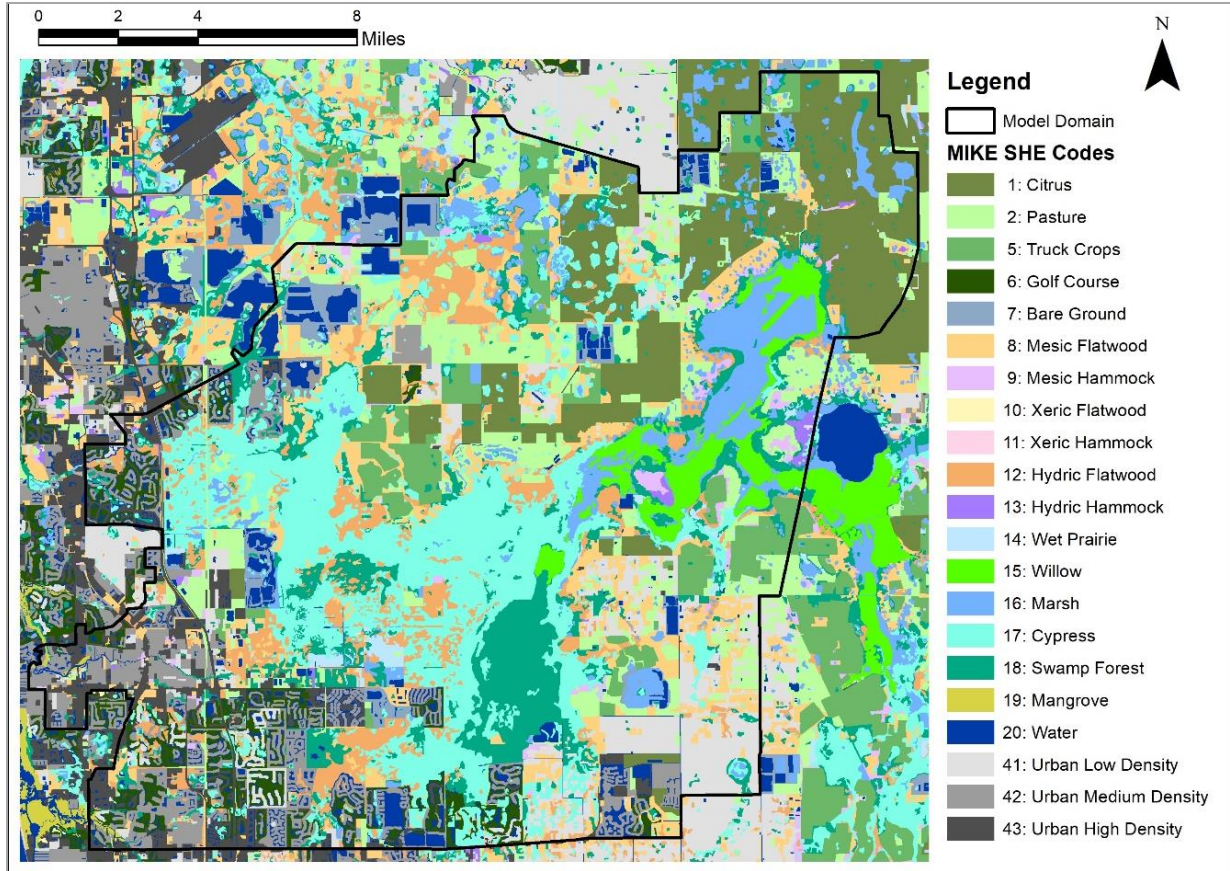 0 2 4 8
Miles
N
Legend
Model Domain
MIKE SHE Codes
1: Citrus
2: Pasture
5: Truck Crops
6: Golf Course
7: Bare Ground
8: Mesic Flatwood
9: Mesic Hammock
10: Xeric Flatwood
11: Xeric Hammock
12: Hydric Flatwood
13: Hydric Hammock
14: Wet Prairie
15: Willow
16: Marsh
17: Cypress
18: Swamp Forest
19: Mangrove
20: Water
41: Urban Low Density
42: Urban Medium Density
43: Urban High Density